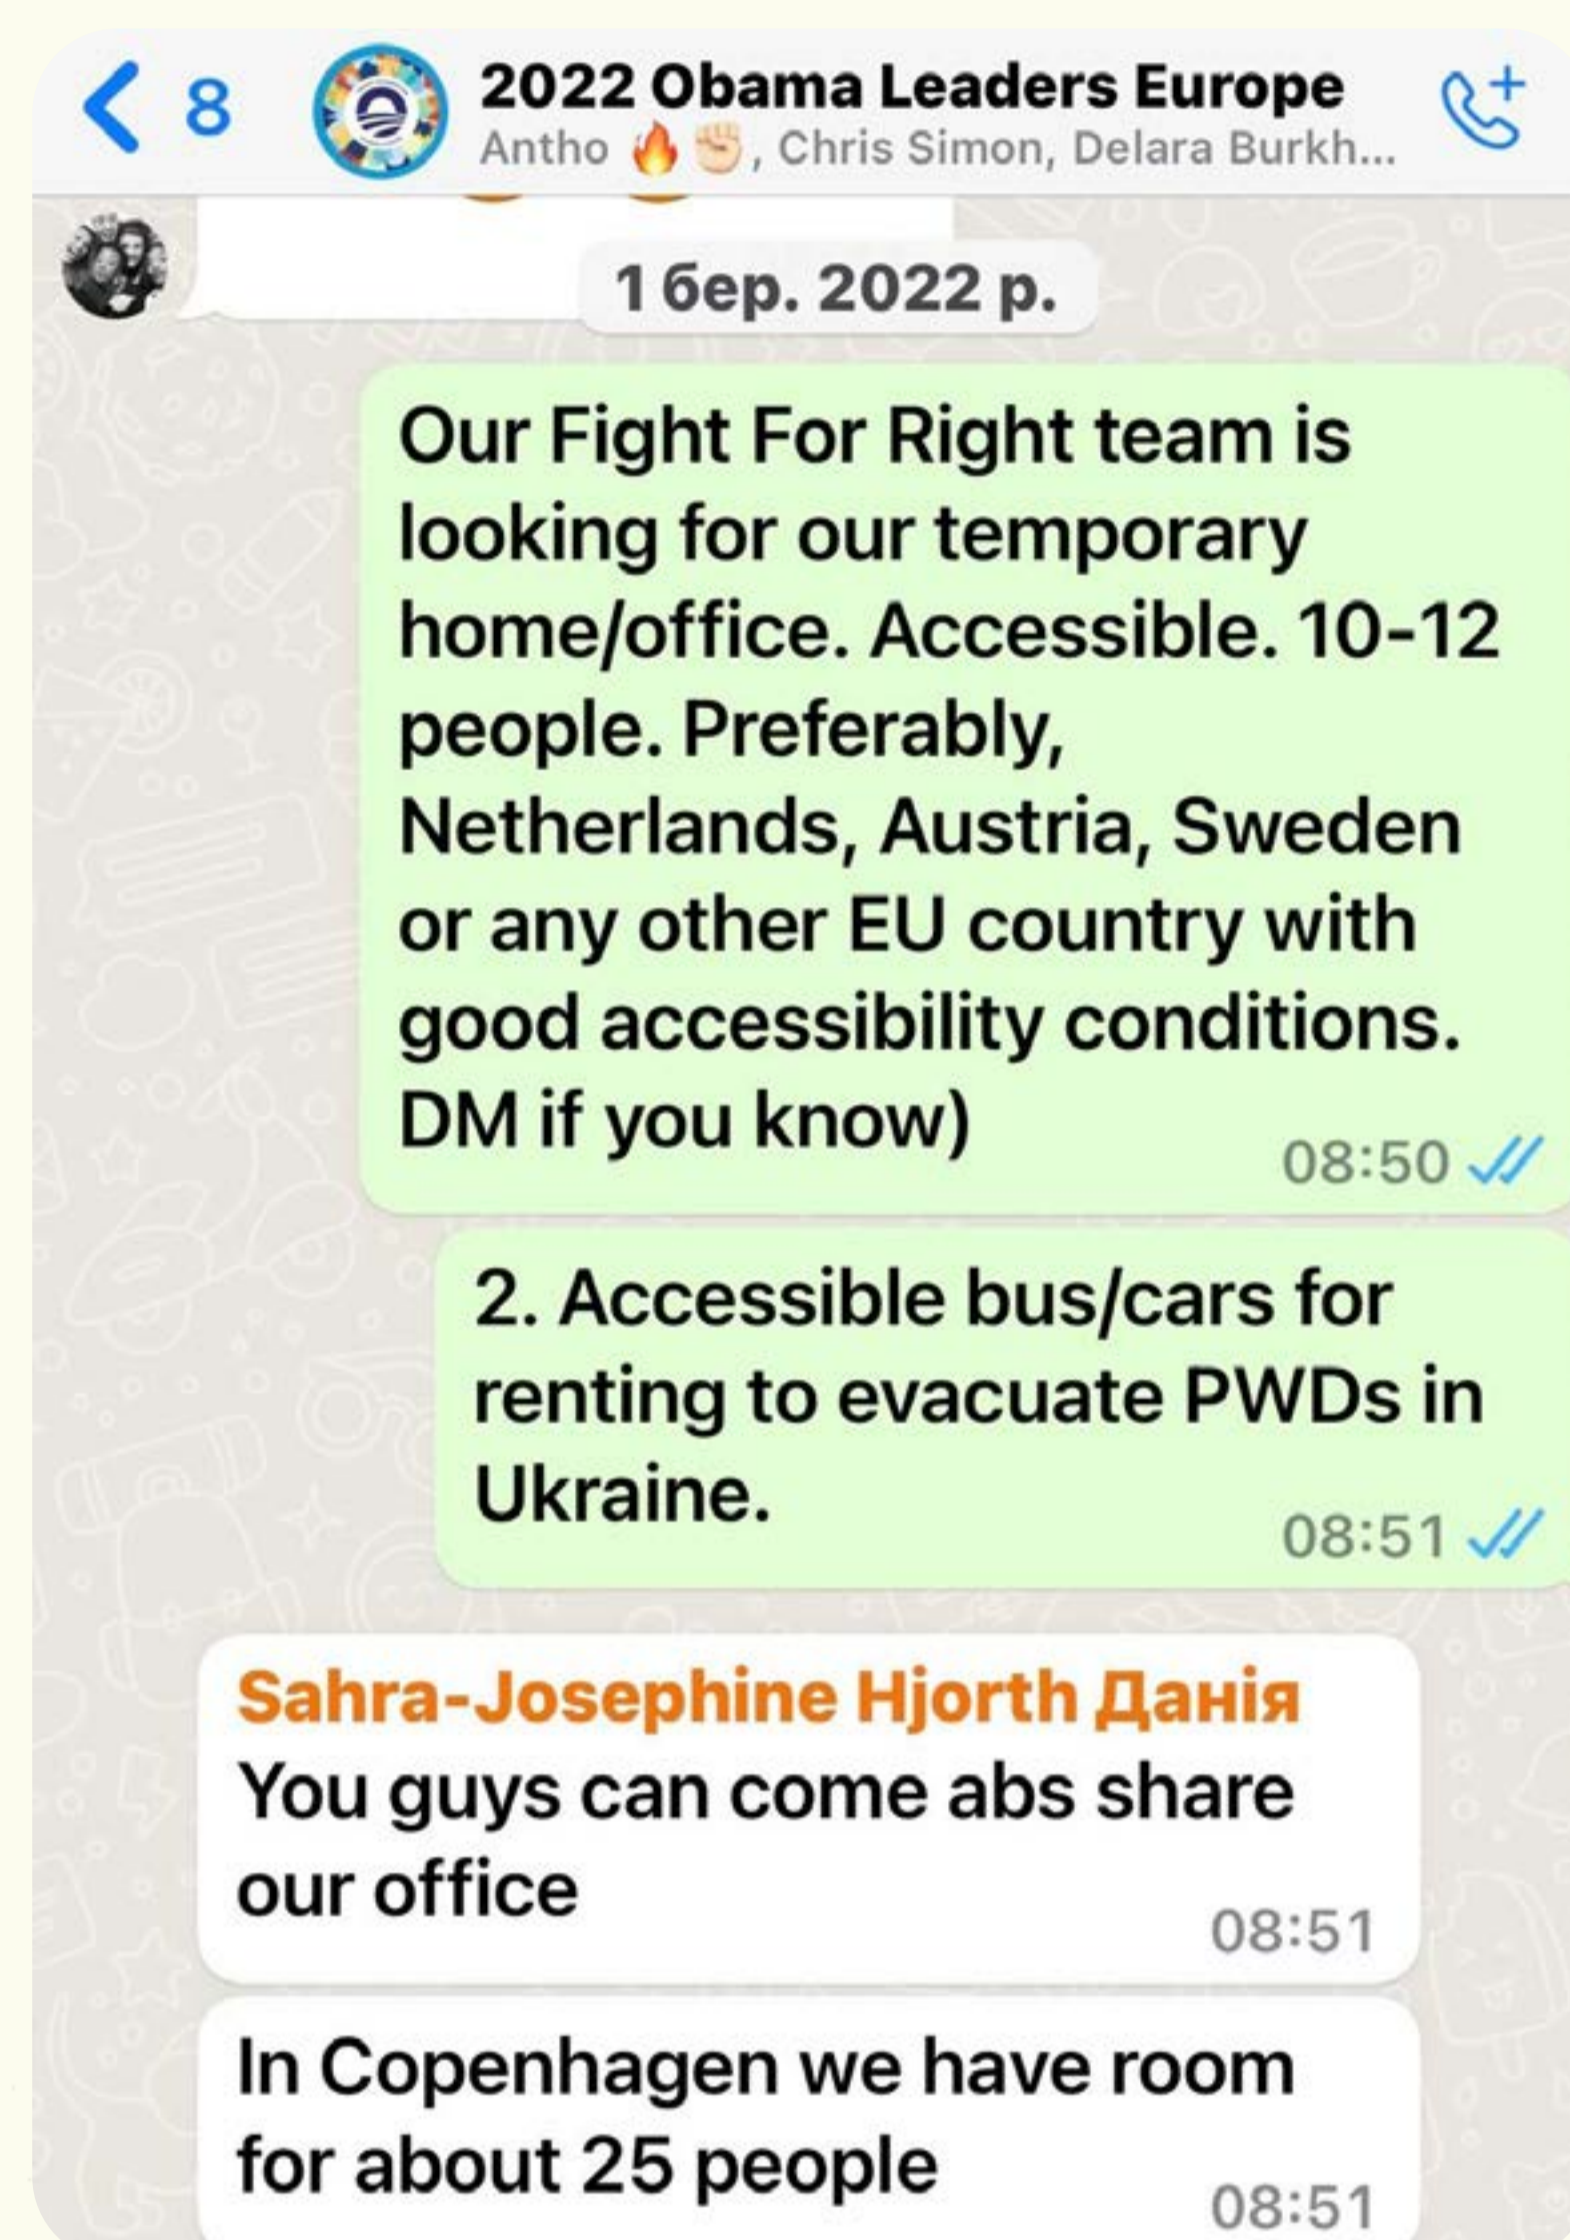 8
2022 Obama Leaders Europe
Antho 🔥✊🏻, Chris Simon, Delara Burkh...
1 бер. 2022 р.
Our Fight For Right team is
looking for our temporary
home/office. Accessible. 10-12
people. Preferably,
Netherlands, Austria, Sweden
or any other EU country with
good accessibility conditions.
DM if you know)
08:50
2. Accessible bus/cars for
renting to evacuate PWDs in
Ukraine.
08:51
Sahra-Josephine Hjorth Данія
You guys can come abs share
our office
08:51
In Copenhagen we have room
for about 25 people
08:51